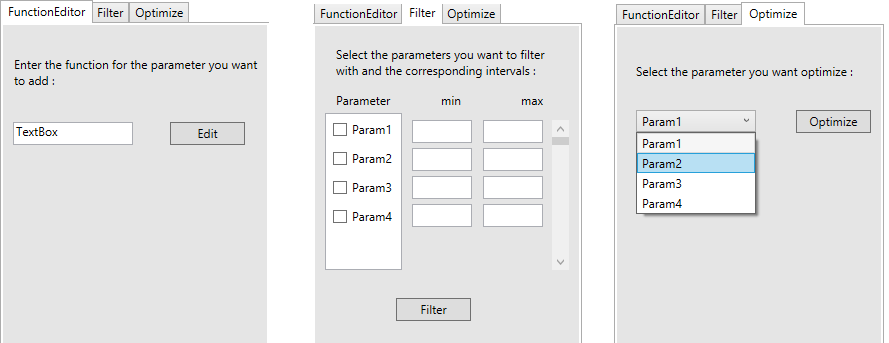 FunctionEditor Filter Optimize
Enter the function for the parameter you want
to add :
TextBox Edit
FunctionEditor Filter Optimize
Select the parameters you want to filter
with and the corresponding intervals :
Parameter min max
Param1
Param2
Param3
Param4
Filter
FunctionEditor Filter Optimize
Select the parameter you want optimize :
Param1 Optimize
Param1
Param2
Param3
Param4